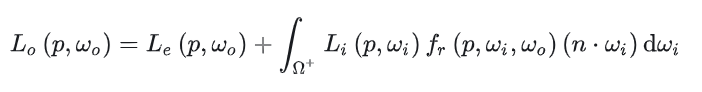 L_o (p, ω_o) = L_e (p, ω_o) + ∫_{Ω^+} L_i (p, ω_i) f_r (p, ω_i, ω_o) (n · ω_i) dω_i